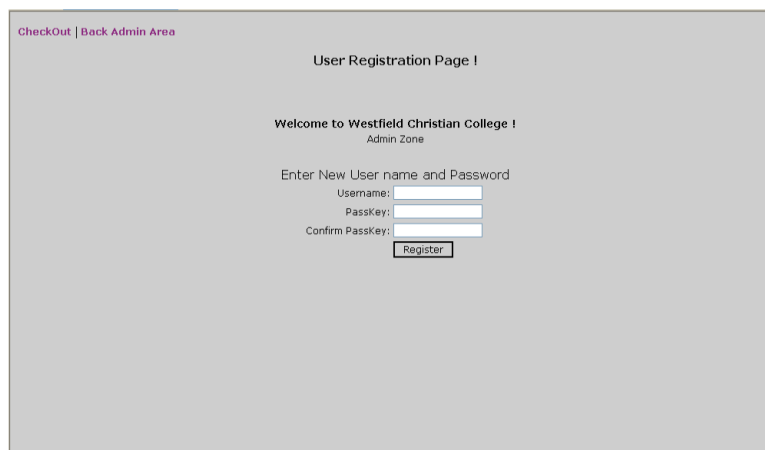 CheckOut | Back Admin Area
User Registration Page !
Welcome to Westfield Christian College !
Admin Zone
Enter New User name and Password
Username:
PassKey:
Confirm PassKey:
Register